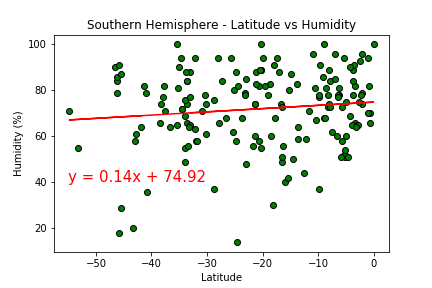 Southern Hemisphere - Latitude vs Humidity
100
80
60
40
20
Humidity (%)
y = 0.14x + 74.92
−50 −40 −30 −20 −10 0
Latitude